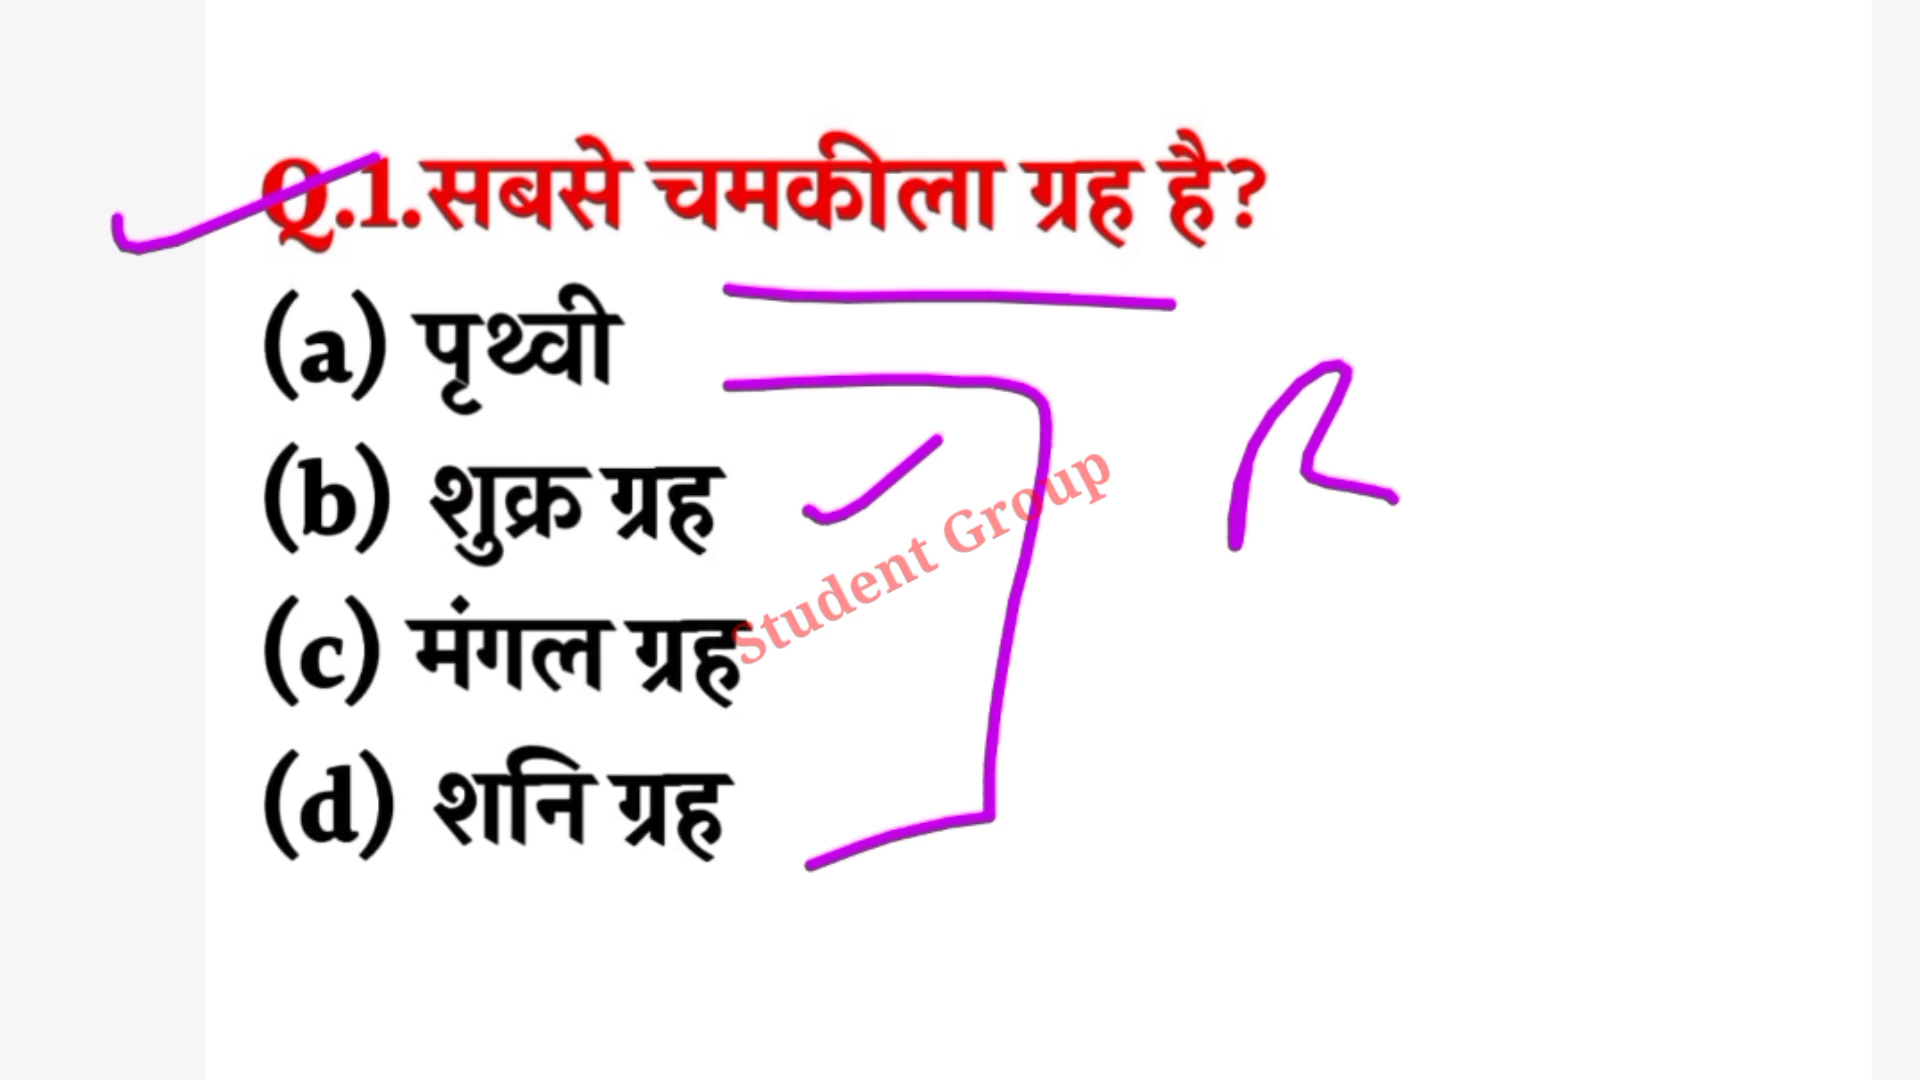 Q.1.सबसे चमकीला ग्रह है?
(a) पृथ्वी
(b) शुक्र ग्रह
(c) मंगल ग्रह
(d) शनि ग्रह
Student Group